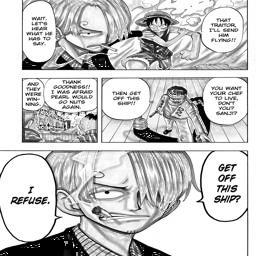 THAT
TRAITOR,
I'LL SEND
HIM
FLYING!!
WAIT.
LET'S
HEAR
WHAT HE
HAS TO
SAY.
YOU WANT
YOUR CHEF
TO LIVE,
DON'T
YOU?
SANJI?
THEN GET
OFF THIS
SHIP!!
THANK
GOODNESS!!
I WAS AFRAID
PEARL WOULD
GO NUTS
AGAIN.
AND
THEY
WERE
WIN-
NING.
GET
OFF
THIS
SHIP?
I
REFUSE.